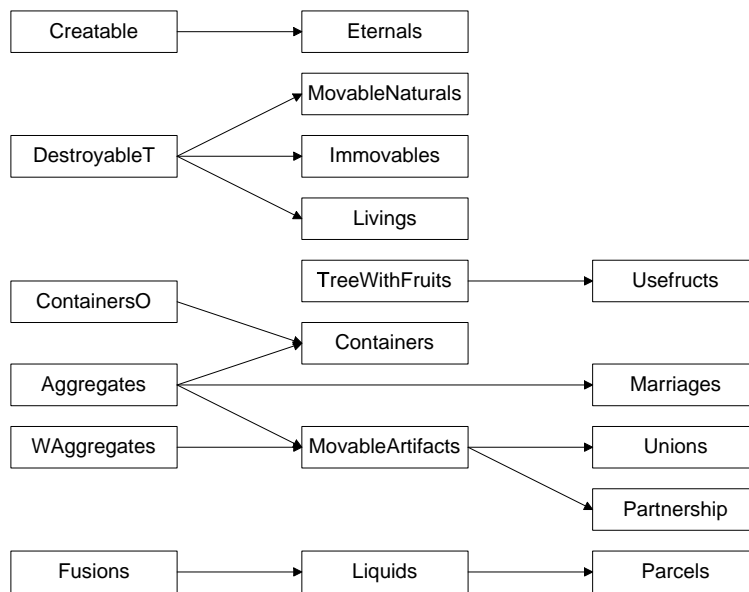 Creatable
Eternals
MovableNaturals
DestroyableT
Immovables
Livings
TreeWithFruits
Usefructs
ContainersO
Containers
Aggregates
Marriages
WAggregates
MovableArtifacts
Unions
Partnership
Fusions
Liquids
Parcels